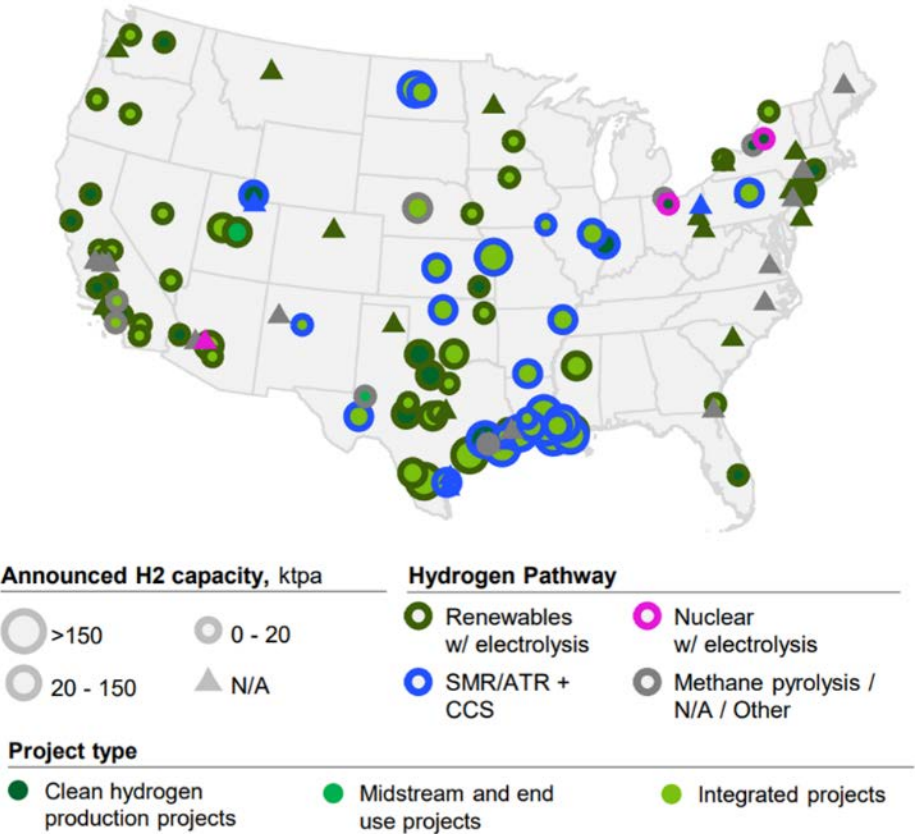 Announced H2 capacity, ktpa
>150
0 - 20
20 - 150
N/A
Hydrogen Pathway
Renewables
w/ electrolysis
Nuclear
w/ electrolysis
SMR/ATR +
CCS
Methane pyrolysis /
N/A / Other
Project type
Clean hydrogen
production projects
Midstream and end
use projects
Integrated projects